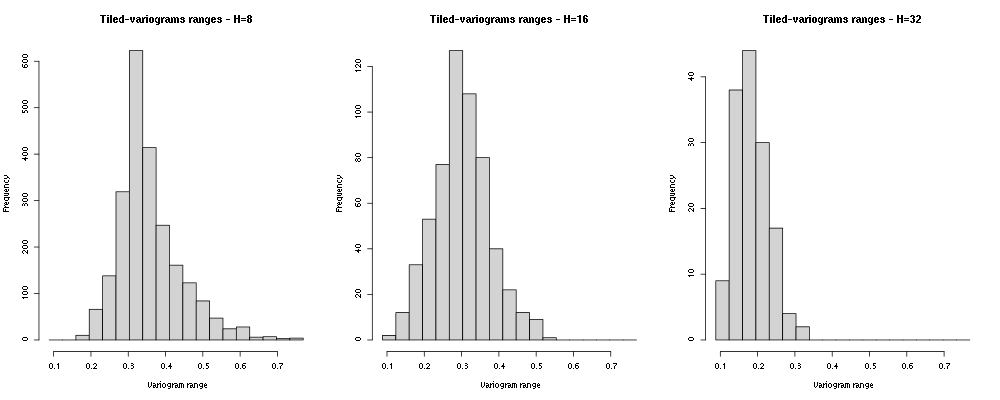 Tiled-variograms ranges - H=8
Frequency
600
500
400
300
200
100
0
0.1 0.2 0.3 0.4 0.5 0.6 0.7
Variogram range
Tiled-variograms ranges - H=16
Frequency
120
100
80
60
40
20
0
0.1 0.2 0.3 0.4 0.5 0.6 0.7
Variogram range
Tiled-variograms ranges - H=32
Frequency
40
30
20
10
0
0.1 0.2 0.3 0.4 0.5 0.6 0.7
Variogram range